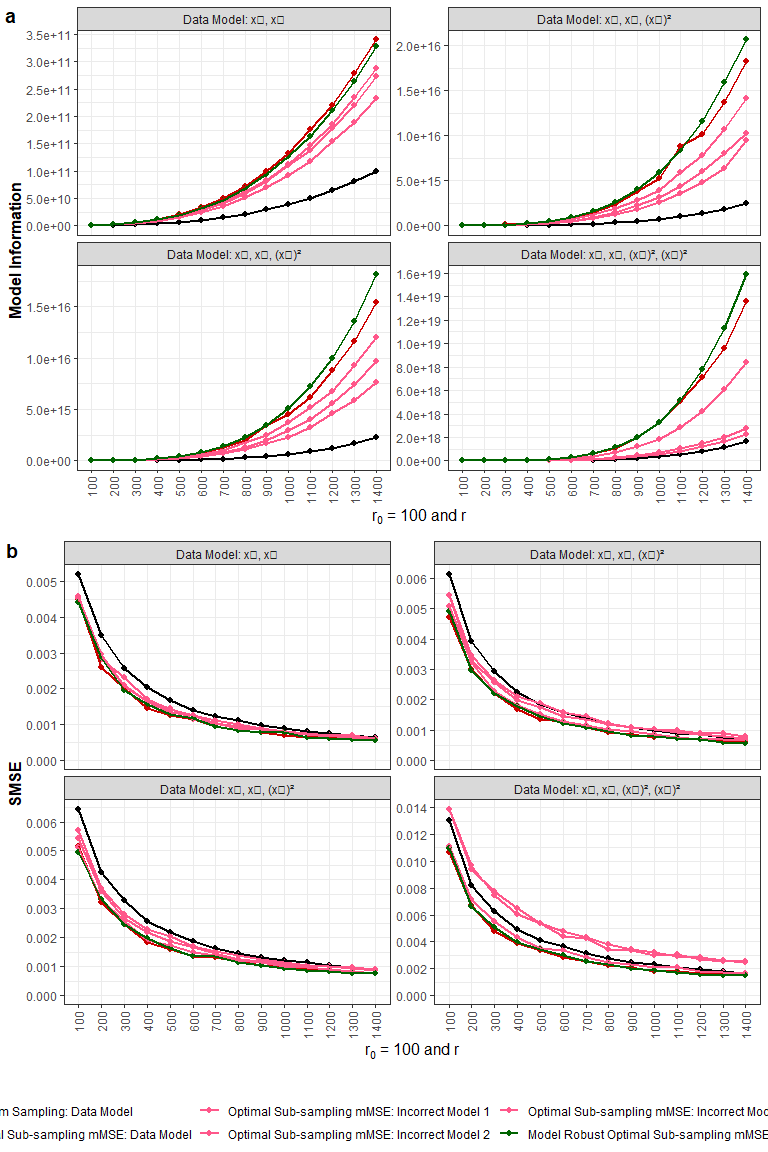 a
Data Model: x▯, x▯
Data Model: x▯, x▯, (x▯)²
3.5e+11
3.0e+11
2.5e+11
2.0e+11
1.5e+11
1.0e+11
5.0e+10
0.0e+00
2.0e+16
1.5e+16
1.0e+16
5.0e+15
0.0e+00
Model Information
Data Model: x▯, x▯, (x▯)²
Data Model: x▯, x▯, (x▯)², (x▯)²
1.5e+16
1.0e+16
5.0e+15
0.0e+00
1.6e+19
1.4e+19
1.2e+19
1.0e+19
8.0e+18
6.0e+18
4.0e+18
2.0e+18
0.0e+00
100 200 300 400 500 600 700 800 900 1000 1100 1200 1300 1400
100 200 300 400 500 600 700 800 900 1000 1100 1200 1300 1400
r₀ = 100 and r
b
Data Model: x▯, x▯
Data Model: x▯, x▯, (x▯)²
0.005
0.004
0.003
0.002
0.001
0.000
0.006
0.005
0.004
0.003
0.002
0.001
0.000
SMSE
Data Model: x▯, x▯, (x▯)²
Data Model: x▯, x▯, (x▯)², (x▯)²
0.006
0.005
0.004
0.003
0.002
0.001
0.000
0.014
0.012
0.010
0.008
0.006
0.004
0.002
0.000
100 200 300 400 500 600 700 800 900 1000 1100 1200 1300 1400
100 200 300 400 500 600 700 800 900 1000 1100 1200 1300 1400
r₀ = 100 and r
m Sampling: Data Model
Optimal Sub-sampling mMSE: Incorrect Model 1
Optimal Sub-sampling mMSE: Incorrect Mo
al Sub-sampling mMSE: Data Model
Optimal Sub-sampling mMSE: Incorrect Model 2
Model Robust Optimal Sub-sampling mMSE